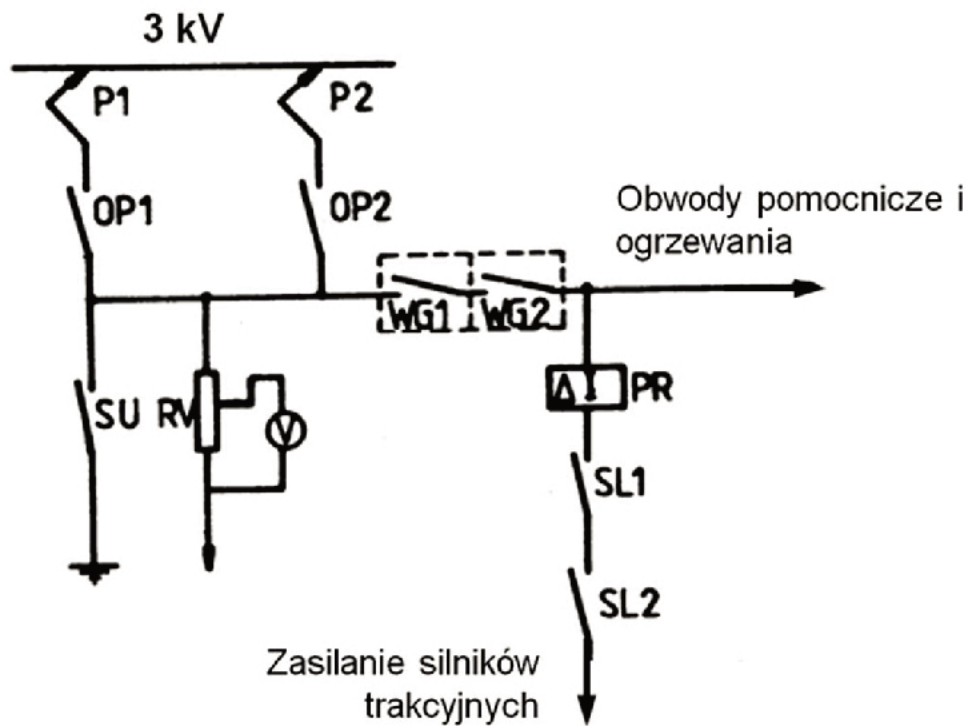 3 kV
P1
P2
OP1
OP2
Obwody pomocnicze i
ogrzewania
WG1
WG2
SU
RV
V
Δ I
PR
SL1
SL2
Zasilanie silników
trakcyjnych